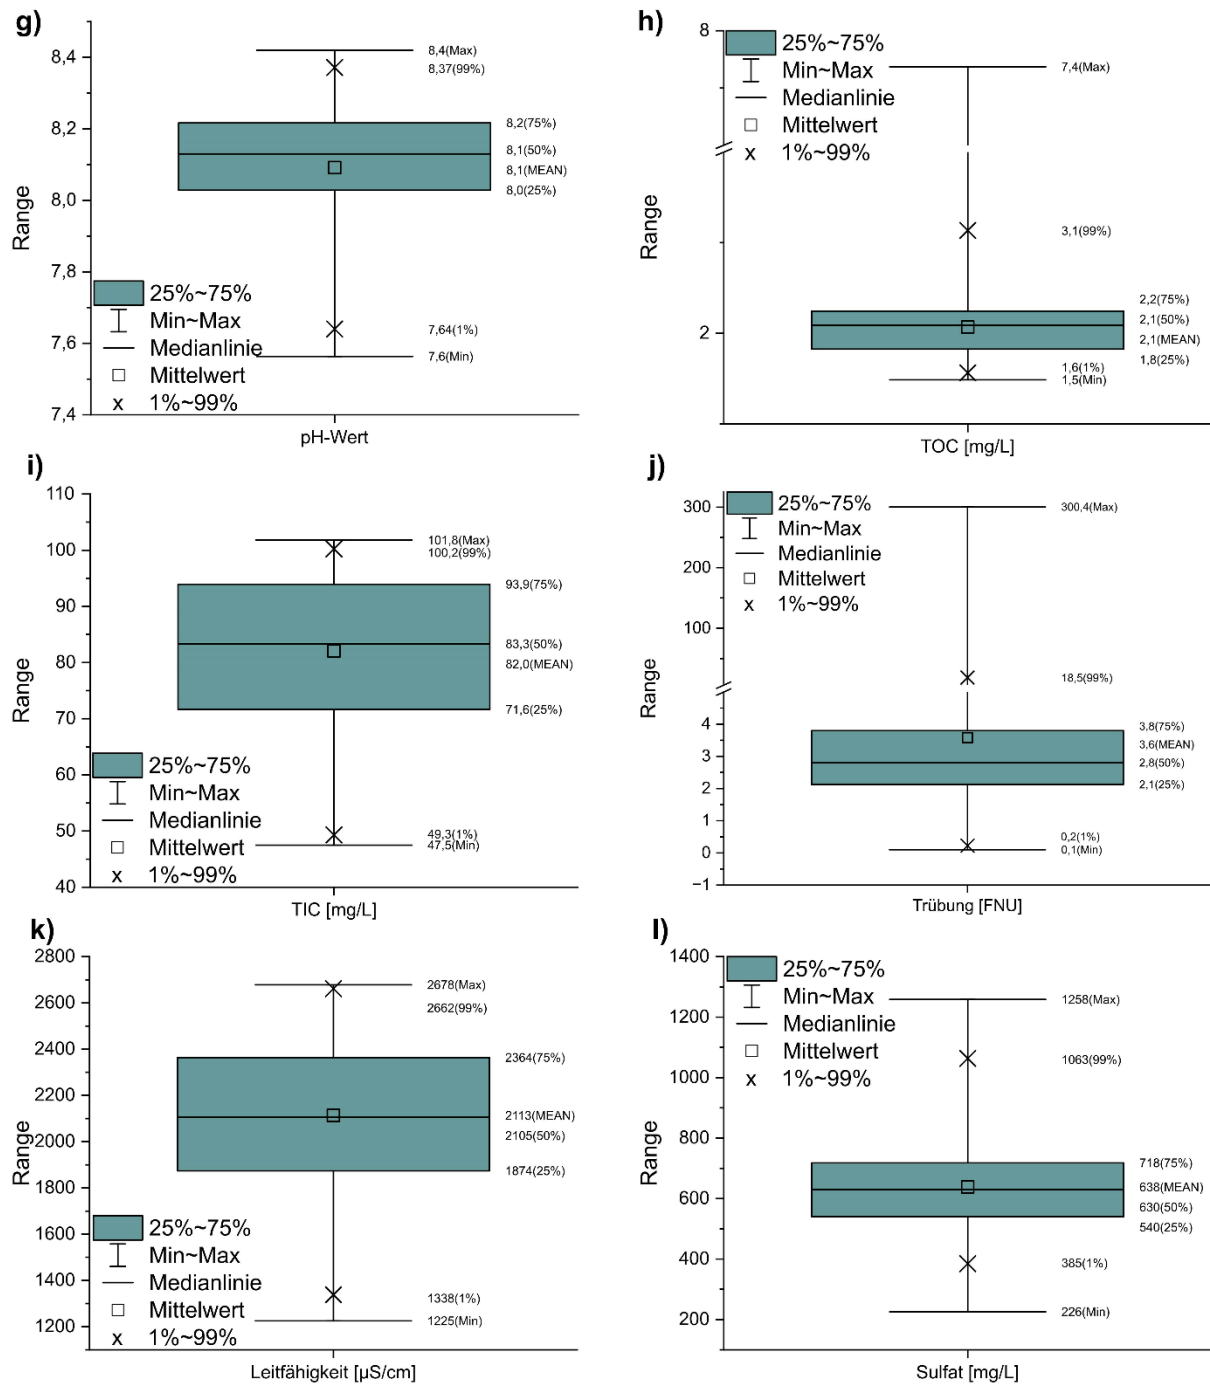 g)
8,4
8,2
8,0
7,8
7,6
7,4
Range
8,4(Max)
8,37(99%)
8,2(75%)
8,1(50%)
8,1(MEAN)
8,0(25%)
7,64(1%)
7,6(Min)
25%~75%
Min~Max
Medianlinie
Mittelwert
x 1%~99%
pH-Wert
h)
8
2
Range
25%~75%
Min~Max
Medianlinie
Mittelwert
x 1%~99%
7,4(Max)
3,1(99%)
2,2(75%)
2,1(50%)
2,1(MEAN)
1,8(25%)
1,6(1%)
1,5(Min)
TOC [mg/L]
i)
110
100
90
80
70
60
50
40
Range
101,8(Max)
100,2(99%)
93,9(75%)
83,3(50%)
82,0(MEAN)
71,6(25%)
49,3(1%)
47,5(Min)
25%~75%
Min~Max
Medianlinie
Mittelwert
x 1%~99%
TIC [mg/L]
j)
300
200
100
4
3
2
1
0
−1
Range
25%~75%
Min~Max
Medianlinie
Mittelwert
x 1%~99%
300,4(Max)
18,5(99%)
3,8(75%)
3,6(MEAN)
2,8(50%)
2,1(25%)
0,2(1%)
0,1(Min)
Trübung [FNU]
k)
2800
2600
2400
2200
2000
1800
1600
1400
1200
Range
2678(Max)
2662(99%)
2364(75%)
2113(MEAN)
2105(50%)
1874(25%)
1338(1%)
1225(Min)
25%~75%
Min~Max
Medianlinie
Mittelwert
x 1%~99%
Leitfähigkeit [µS/cm]
l)
1400
1200
1000
800
600
400
200
Range
25%~75%
Min~Max
Medianlinie
Mittelwert
x 1%~99%
1258(Max)
1063(99%)
718(75%)
638(MEAN)
630(50%)
540(25%)
385(1%)
226(Min)
Sulfat [mg/L]